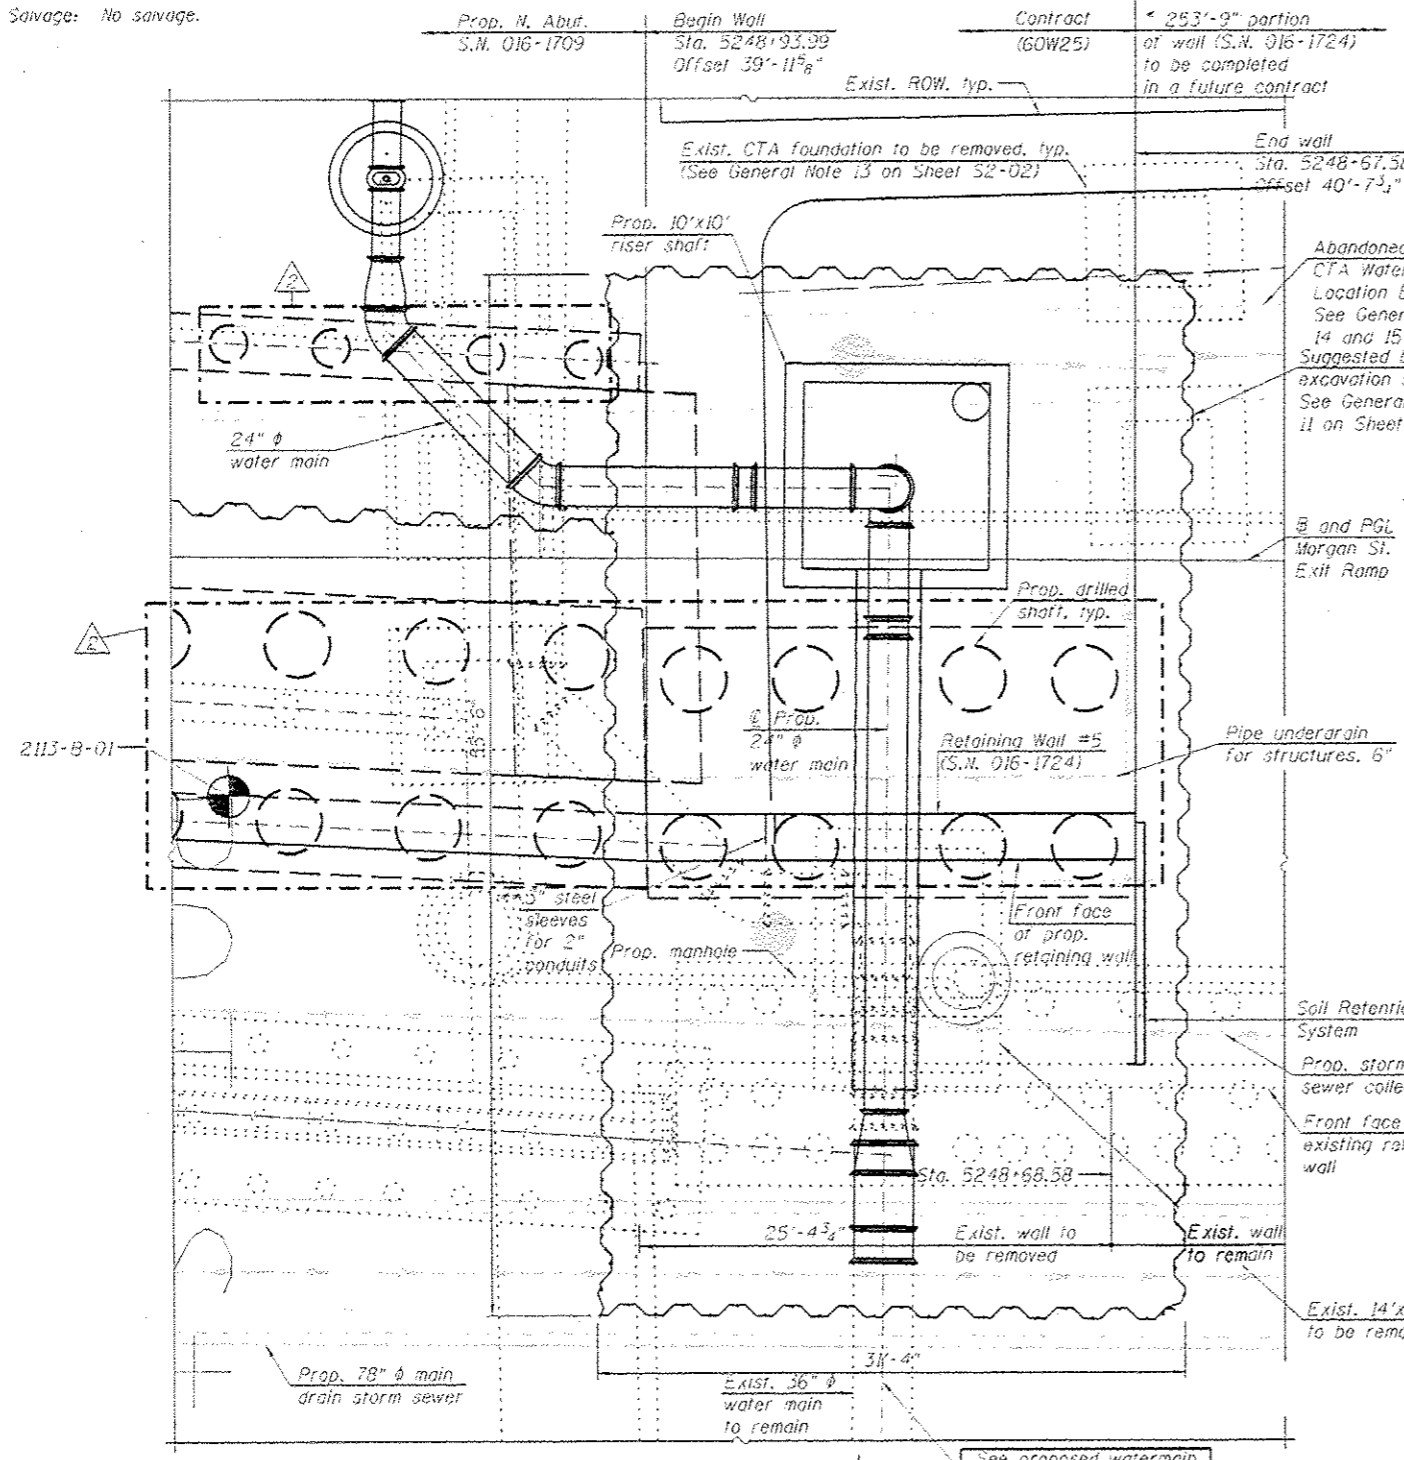 Salvage: No salvage.
Prop. N. Abut.
S.N. 016-1709
Begin Wall
Sta. 5248+93.99
Offset 39'-11⅝"
Contract
(60W25)
* 253'-9" portion
of wall (S.N. 016-1724)
to be completed
in a future contract
Exist. ROW, typ.
Exist. CTA foundation to be removed, typ.
(See General Note 13 on Sheet S2-02)
End wall
Sta. 5248+67.58
Offset 40'-7¾"
Prop. 10'x10'
riser shaft
Abandoned
CTA Water
Location
See Gener
14 and 15
Suggested
excavation
See General
11 on Sheet
2
24" ϕ
water main
B and PGL
Morgan St.
Exit Ramp
Prop. drilled
shaft, typ.
2
2113-B-01
℄ Prop.
24" ϕ
water main
Retaining Wall #5
(S.N. 016-1724)
Pipe underdrain
for structures, 6"
3" steel
sleeves
for 2"
conduits
Prop. manhole
Front face
of prop.
retaining wall
Soil Retentio
System
Prop. storm
sewer colle
Front face
existing ret
wall
Sta. 5248+68.58
25'-4¾"
Exist. wall to
be removed
Exist. wall
to remain
Exist. 14'x
to be remo
31'-4"
Prop. 78" ϕ main
drain storm sewer
Exist. 36" ϕ
water main
to remain
See proposed watermain